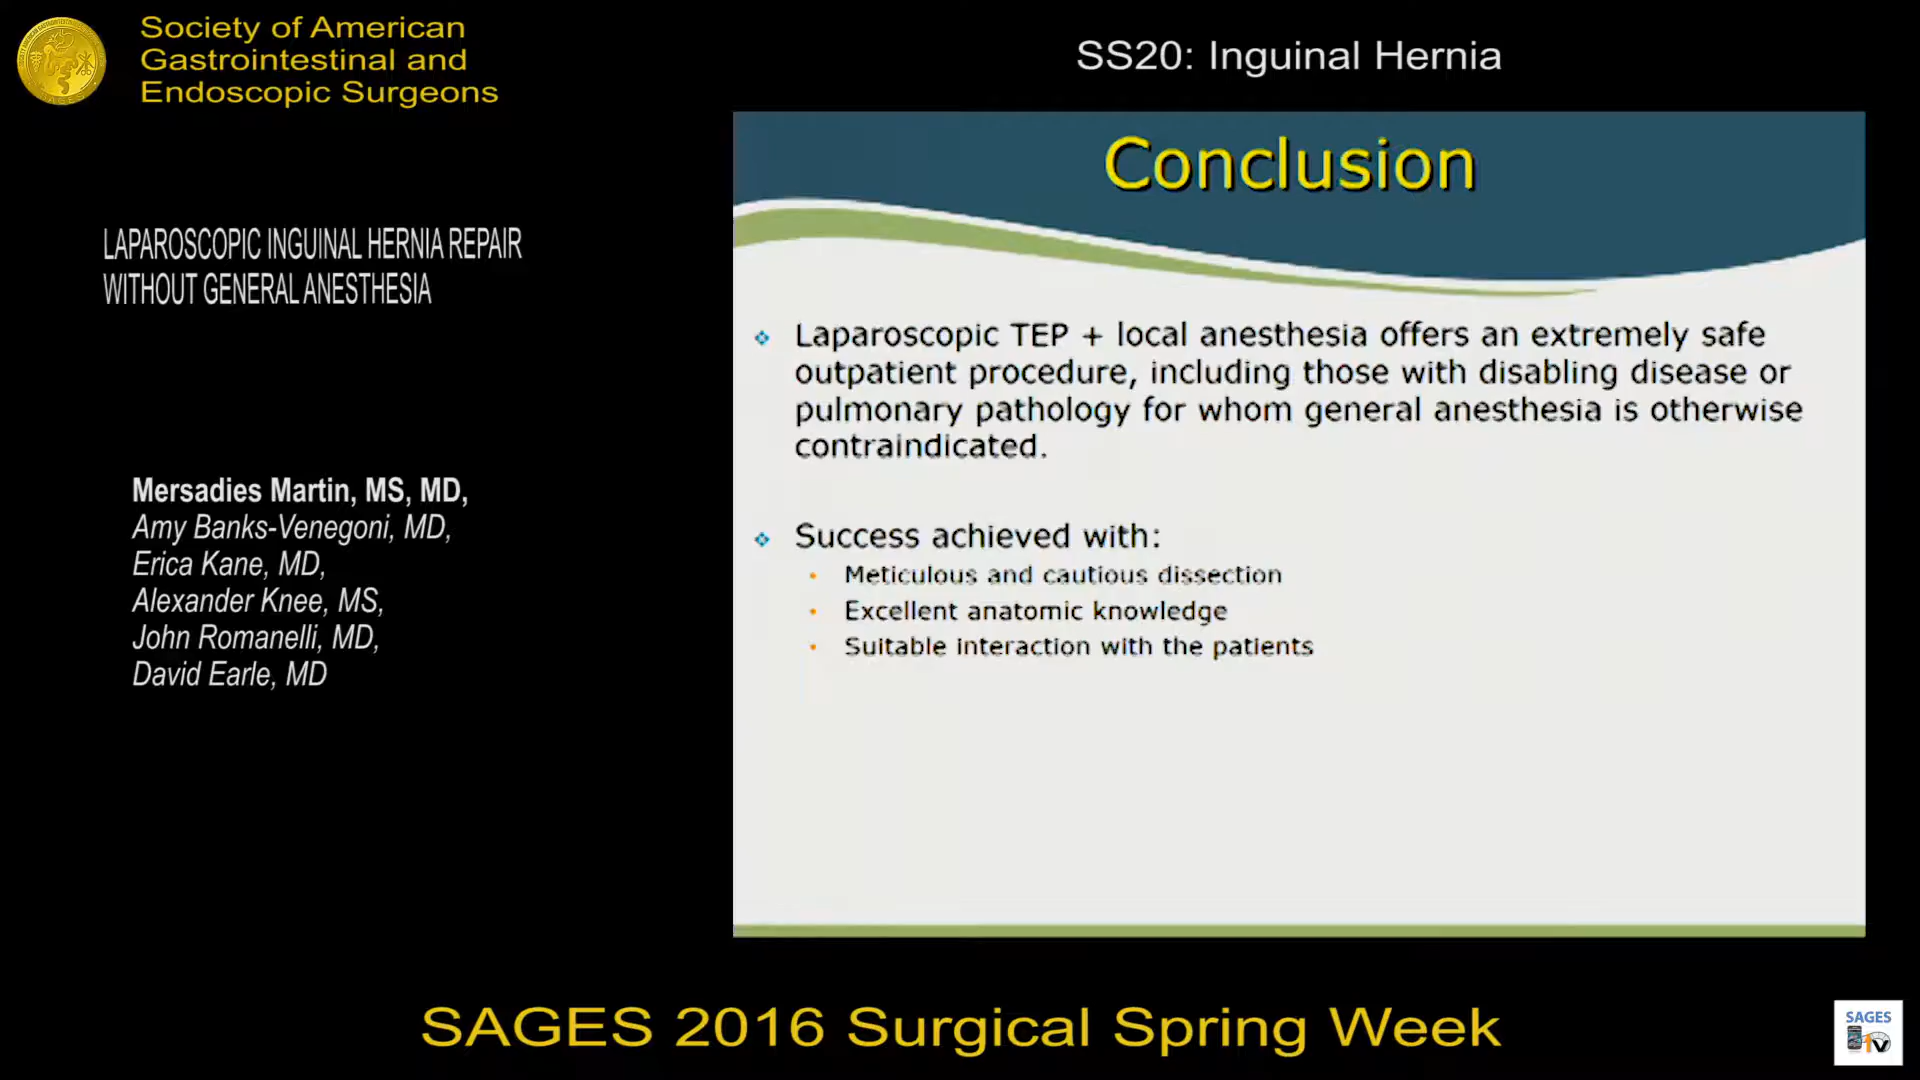 Society of American
Gastrointestinal and
Endoscopic Surgeons
SS20: Inguinal Hernia
LAPAROSCOPIC INGUINAL HERNIA REPAIR
WITHOUT GENERAL ANESTHESIA
Mersadies Martin, MS, MD,
Amy Banks-Venegoni, MD,
Erica Kane, MD,
Alexander Knee, MS,
John Romanelli, MD,
David Earle, MD
Conclusion
Laparoscopic TEP + local anesthesia offers an extremely safe
outpatient procedure, including those with disabling disease or
pulmonary pathology for whom general anesthesia is otherwise
contraindicated.
Success achieved with:
Meticulous and cautious dissection
Excellent anatomic knowledge
Suitable interaction with the patients
SAGES 2016 Surgical Spring Week
SAGES
TV